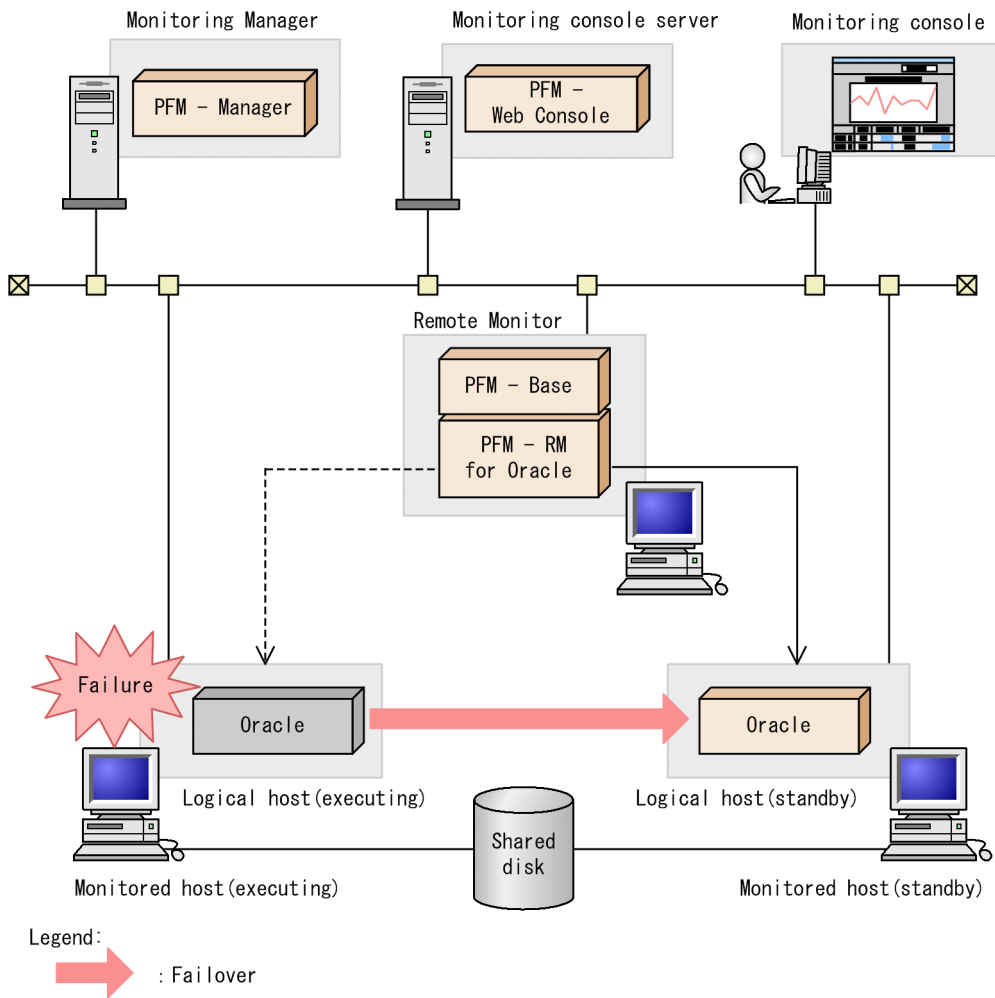 Monitoring Manager
Monitoring console server
Monitoring console
PFM - Manager
PFM -
Web Console
Remote Monitor
PFM - Base
PFM - RM
for Oracle
Failure
Oracle
Oracle
Logical host(executing)
Logical host(standby)
Shared
disk
Monitored host(executing)
Monitored host(standby)
Legend:
: Failover